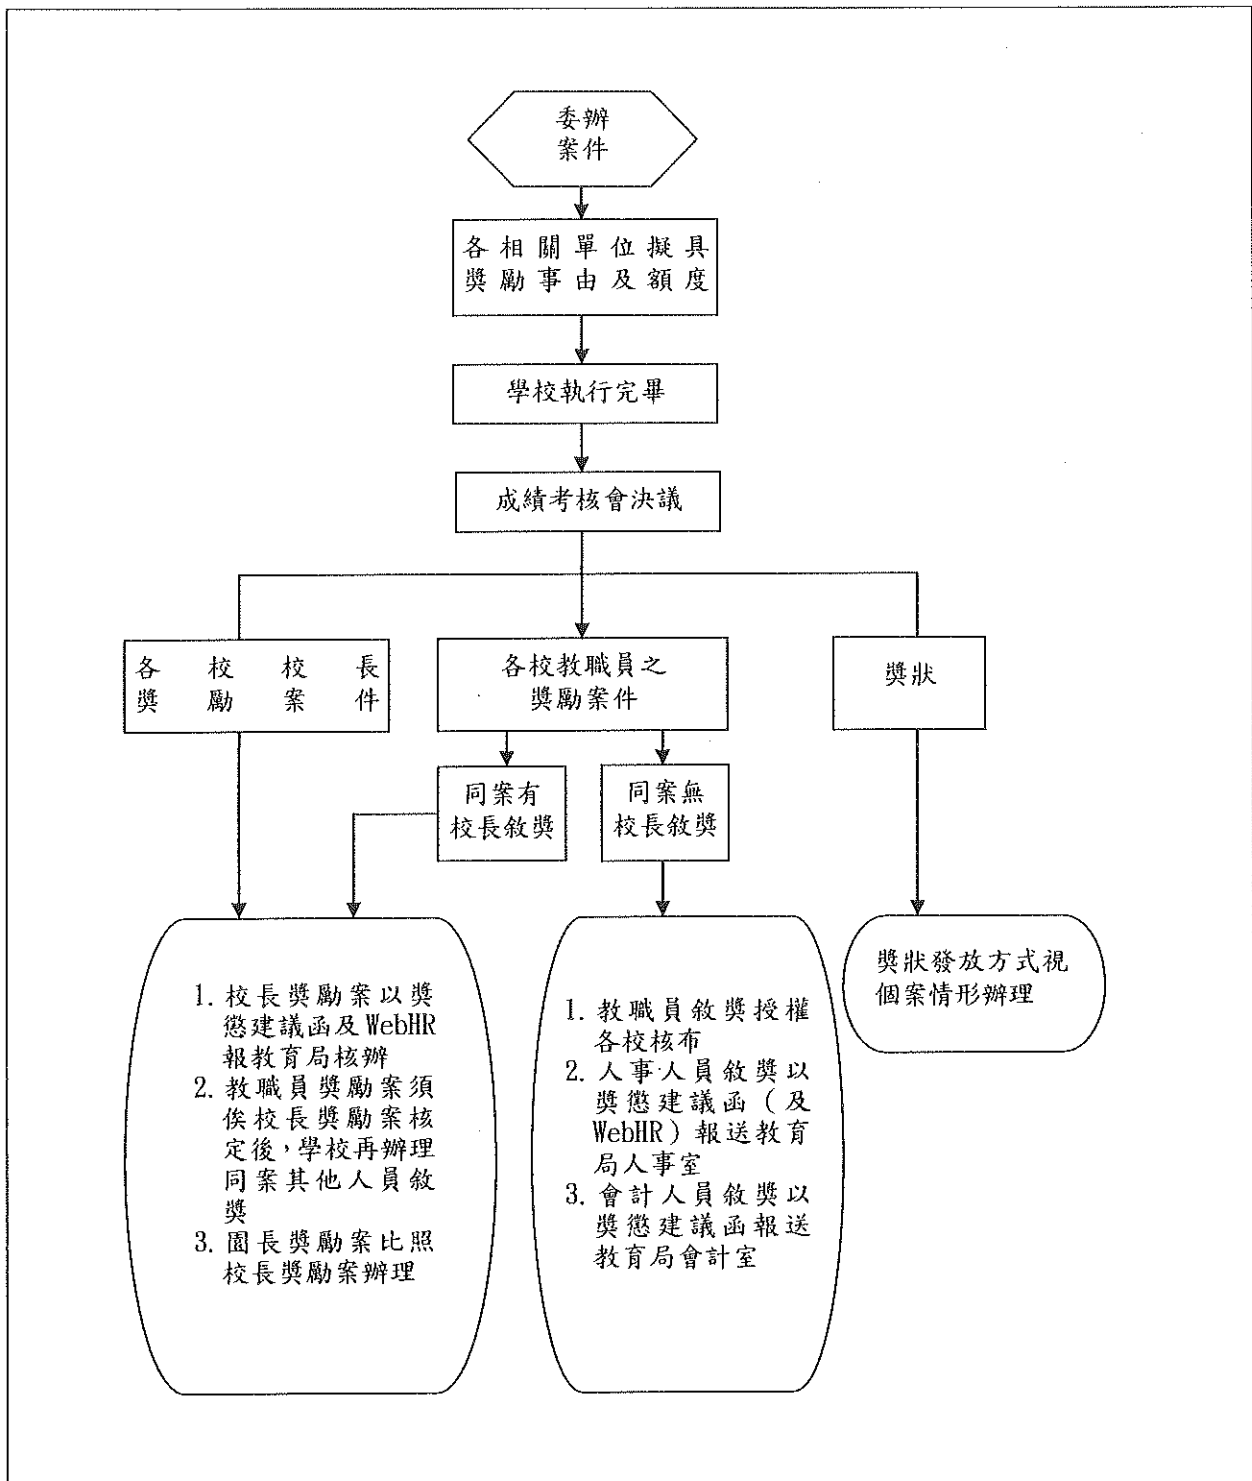 委辦
案件
各相關單位擬具
獎勵事由及額度
學校執行完畢
成績考核會決議
各校校長
獎勵案件
各校教職員之
獎勵案件
獎狀
同案有
校長敘獎
同案無
校長敘獎
1. 校長獎勵案以獎
懲建議函及WebHR
報教育局核辦
2. 教職員獎勵案須
俟校長獎勵案核
定後，學校再辦理
同案其他人員敘
獎
3. 園長獎勵案比照
校長獎勵案辦理
1. 教職員敘獎授權
各校核布
2. 人事人員敘獎以
獎懲建議函（及
WebHR）報送教育
局人事室
3. 會計人員敘獎以
獎懲建議函報送
教育局會計室
獎狀發放方式視
個案情形辦理